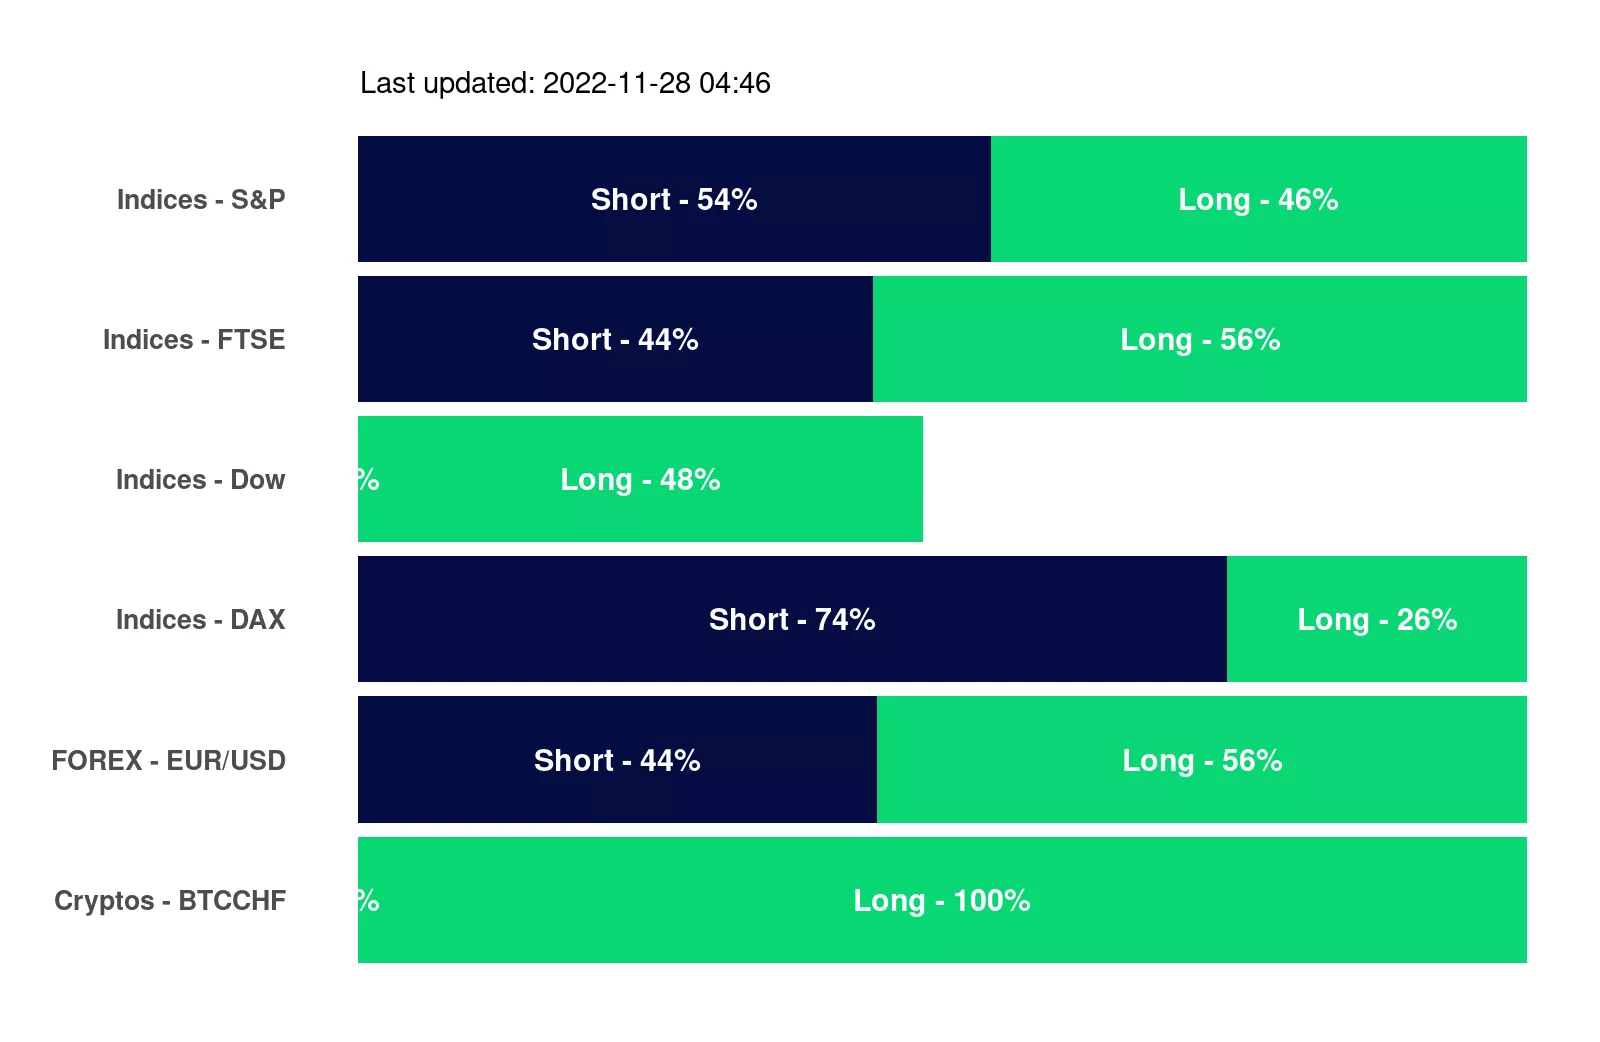 Last updated: 2022-11-28 04:46
Indices - S&P Short - 54% Long - 46%
Indices - FTSE Short - 44% Long - 56%
Indices - Dow % Long - 48%
Indices - DAX Short - 74% Long - 26%
FOREX - EUR/USD Short - 44% Long - 56%
Cryptos - BTCCHF % Long - 100%